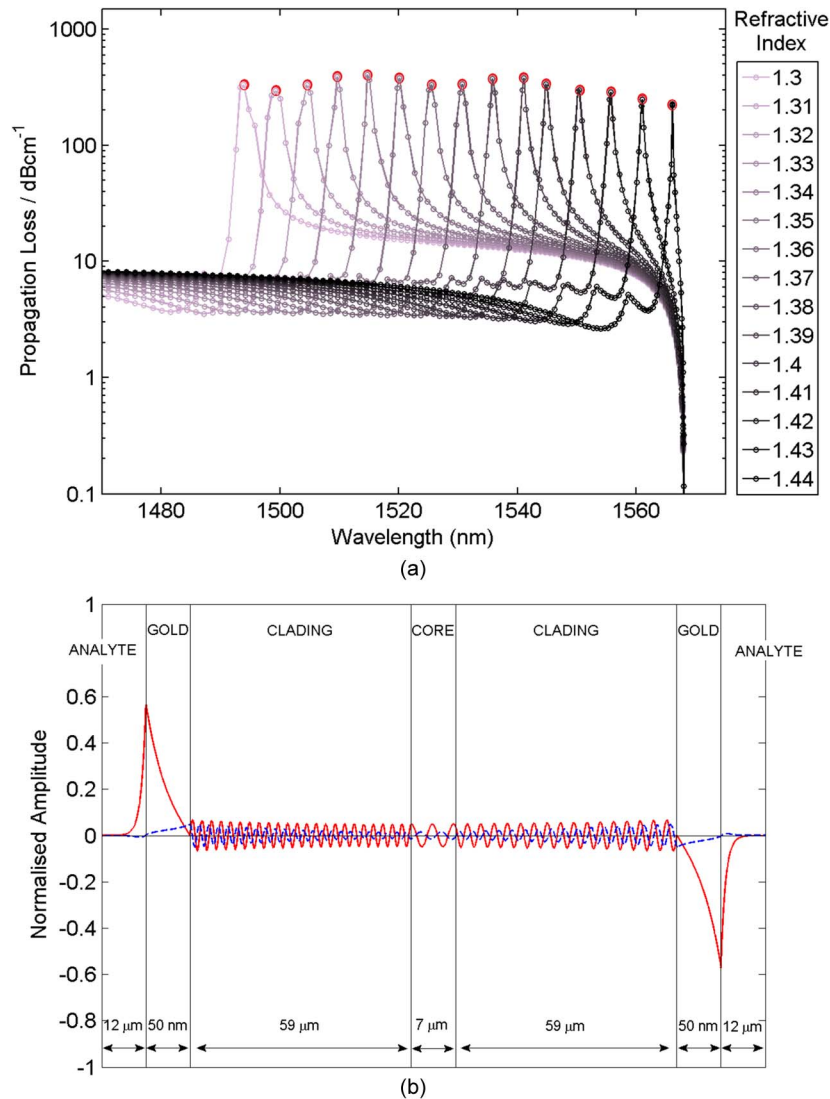 Refractive
Index
1000
100
10
1
0.1
Propagation Loss / dBcm⁻¹
1480
1500
1520
1540
1560
Wavelength (nm)
1.3
1.31
1.32
1.33
1.34
1.35
1.36
1.37
1.38
1.39
1.4
1.41
1.42
1.43
1.44
(a)
1
0.6
0.4
0.2
0
-0.2
-0.4
-0.6
-0.8
-1
Normalised Amplitude
ANALYTE
GOLD
CLADING
CORE
CLADING
GOLD
ANALYTE
12 μm
50 nm
59 μm
7 μm
59 μm
50 nm
12 μm
(b)